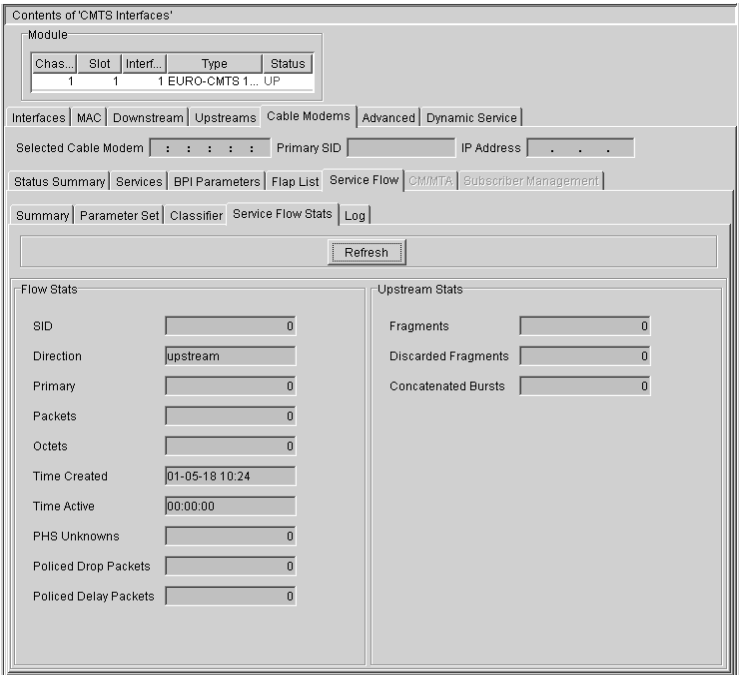 Contents of 'CMTS Interfaces'
Module
Chas... Slot Interf... Type Status
1 1 1 EURO-CMTS 1... UP
Interfaces MAC Downstream Upstreams Cable Modems Advanced Dynamic Service
Selected Cable Modem : : : : : Primary SID IP Address . . .
Status Summary Services BPI Parameters Flap List Service Flow CM/MTA Subscriber Management
Summary Parameter Set Classifier Service Flow Stats Log
Refresh
Flow Stats
SID 0
Direction upstream
Primary 0
Packets 0
Octets 0
Time Created 01-05-18 10:24
Time Active 00:00:00
PHS Unknowns 0
Policed Drop Packets 0
Policed Delay Packets 0
Upstream Stats
Fragments 0
Discarded Fragments 0
Concatenated Bursts 0